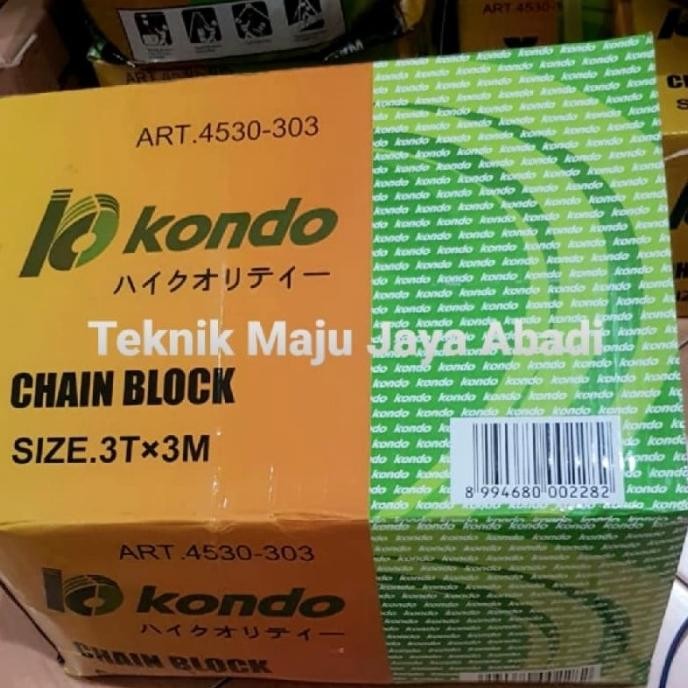 ART.4530-303
kondo
ハイクオリティー
Teknik Maju Jaya Abadi
CHAIN BLOCK
SIZE.3T×3M
8 994680 002282
ART.4530-303
kondo
ハイクオリティー
CHAIN BLOCK